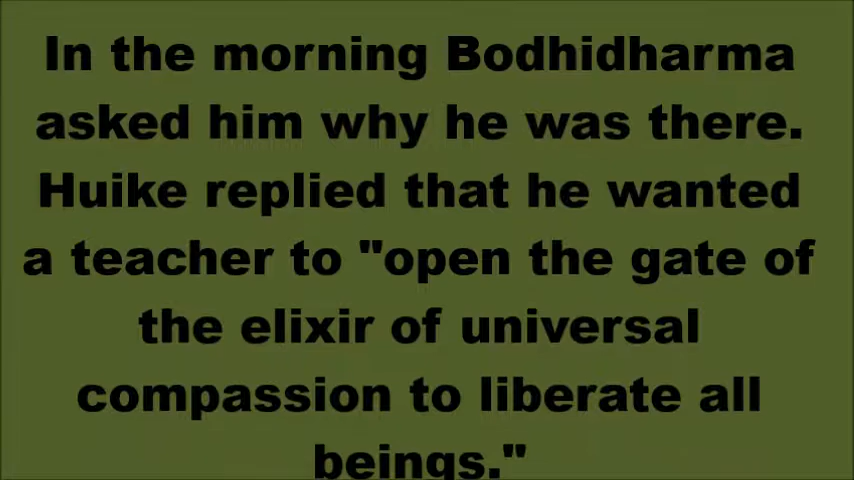 In the morning Bodhidharma
asked him why he was there.
Huike replied that he wanted
a teacher to "open the gate of
the elixir of universal
compassion to liberate all
beings."